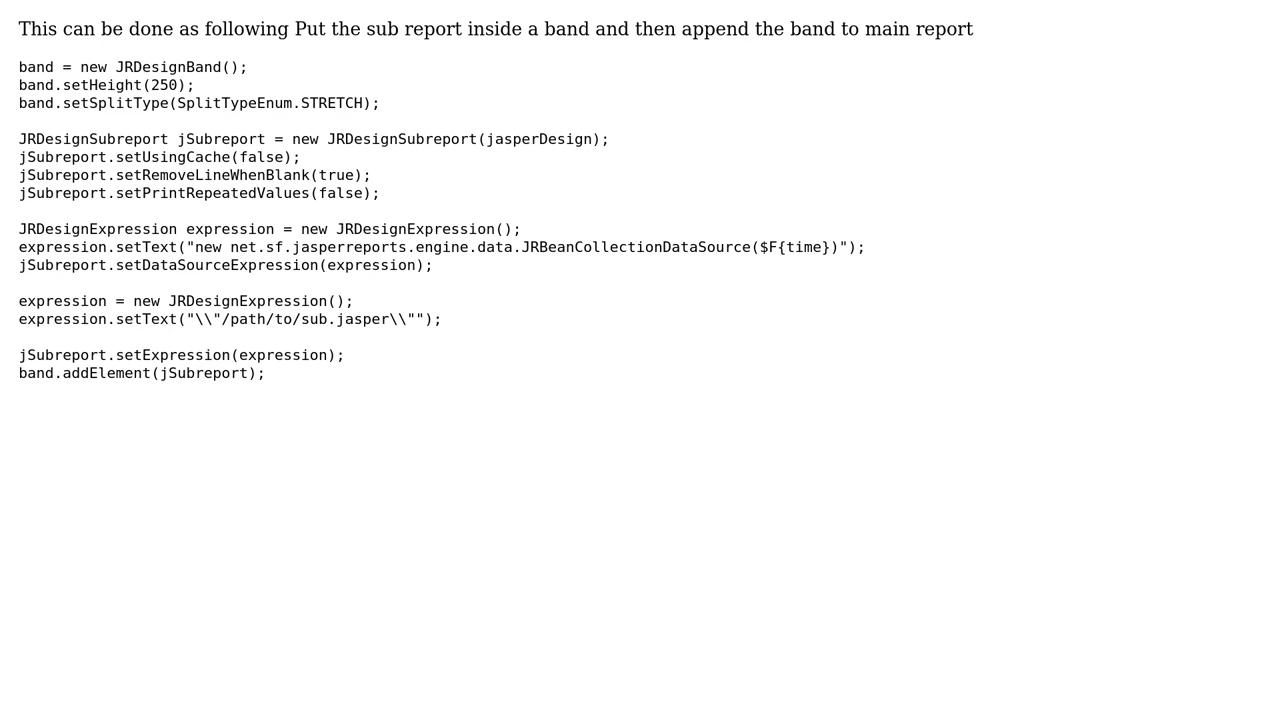 This can be done as following Put the sub report inside a band and then append the band to main report
band = new JRDesignBand();
band.setHeight(250);
band.setSplitType(SplitTypeEnum.STRETCH);
JRDesignSubreport jSubreport = new JRDesignSubreport(jasperDesign);
jSubreport.setUsingCache(false);
jSubreport.setRemoveLineWhenBlank(true);
jSubreport.setPrintRepeatedValues(false);
JRDesignExpression expression = new JRDesignExpression();
expression.setText("new net.sf.jasperreports.engine.data.JRBeanCollectionDataSource($F{time})");
jSubreport.setDataSourceExpression(expression);
expression = new JRDesignExpression();
expression.setText("\\"/path/to/sub.jasper\\"");
jSubreport.setExpression(expression);
band.addElement(jSubreport);